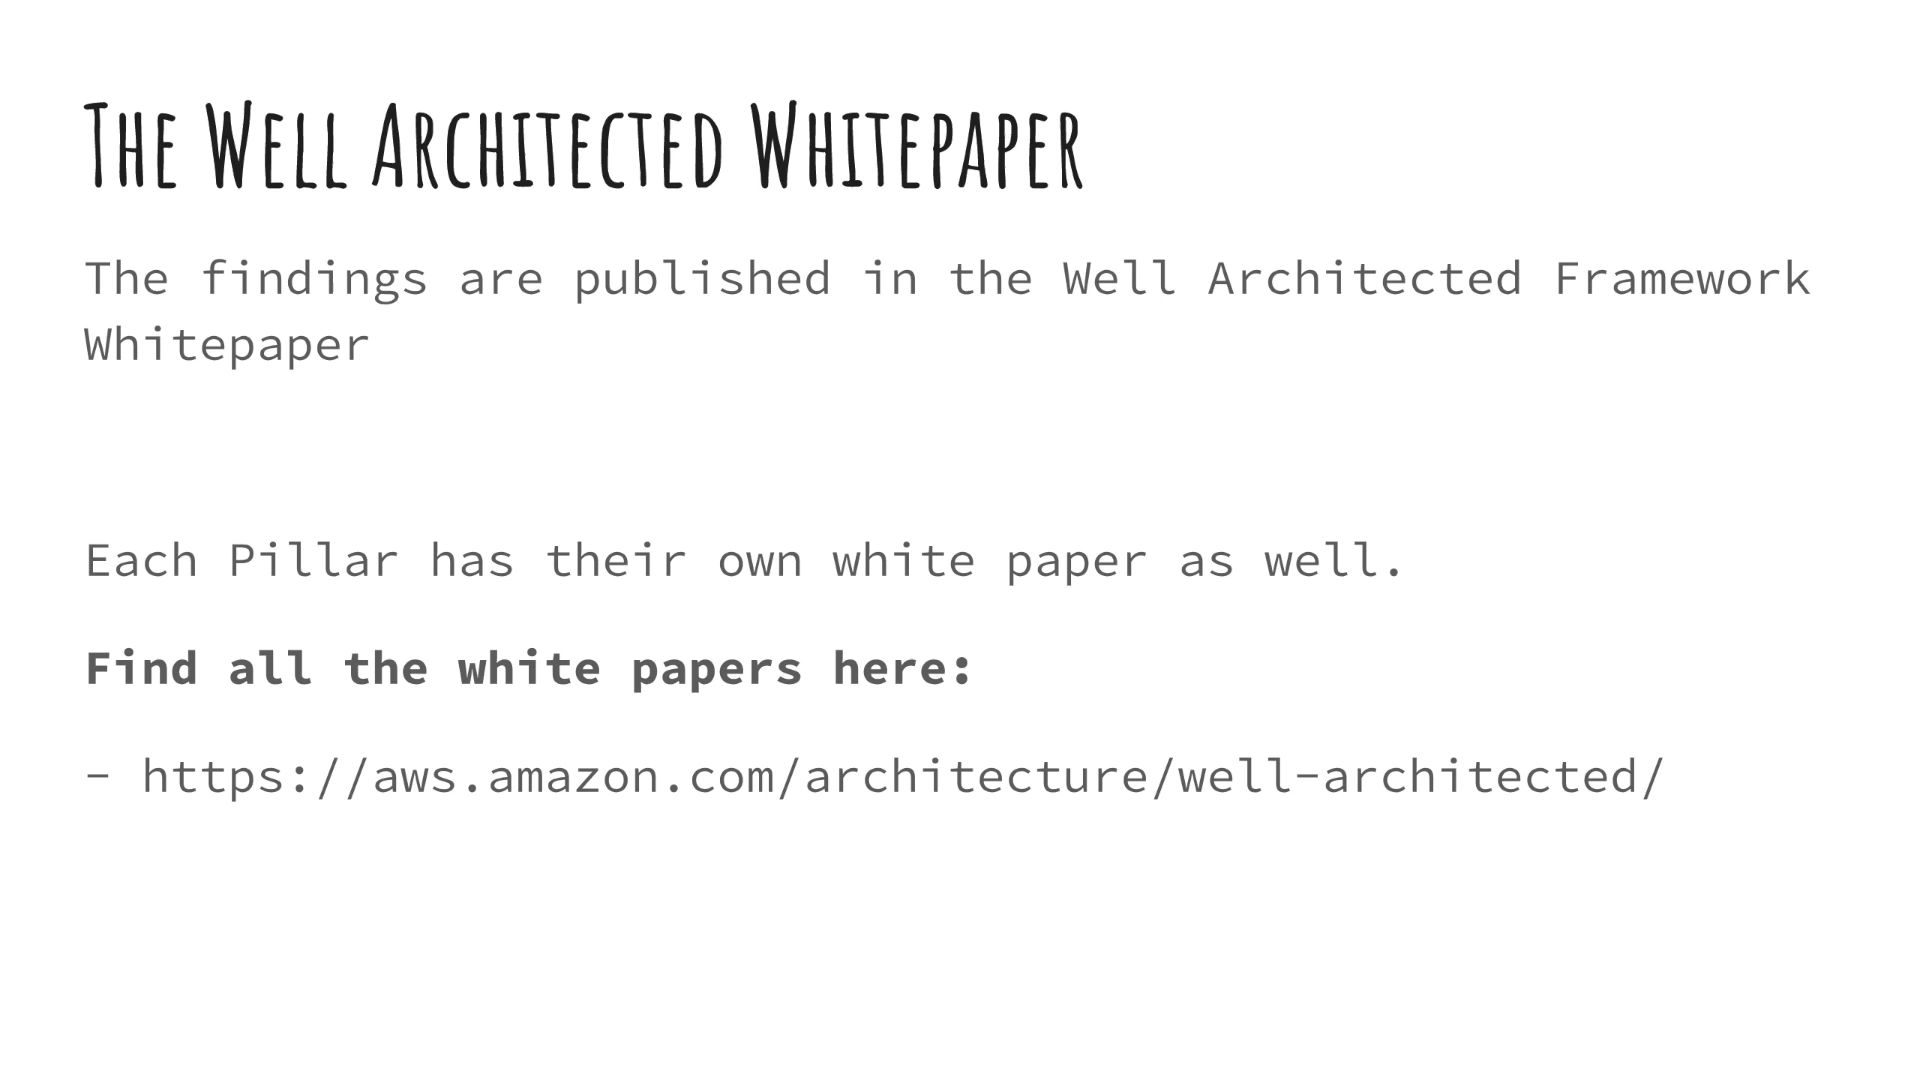 The Well Architected Whitepaper
The findings are published in the Well Architected Framework
Whitepaper
Each Pillar has their own white paper as well.
Find all the white papers here:
- https://aws.amazon.com/architecture/well-architected/